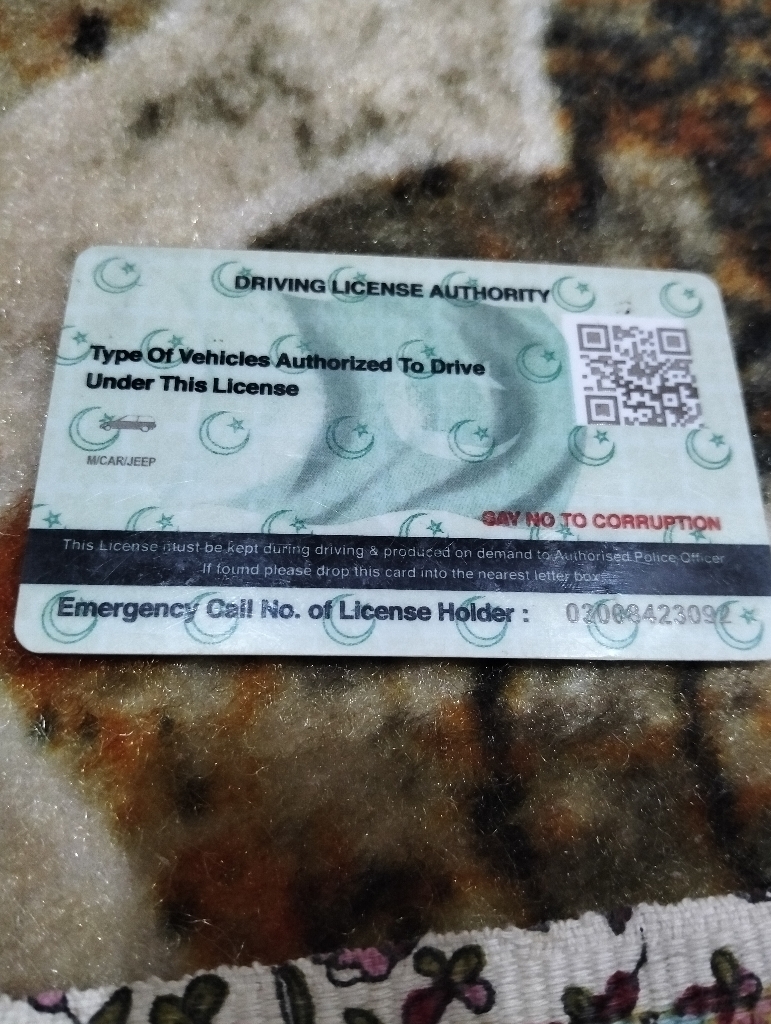 DRIVING LICENSE AUTHORITY
Type Of Vehicles Authorized To Drive
Under This License
M/CAR/JEEP
SAY NO TO CORRUPTION
This License must be kept during driving & produced on demand to Authorised Police Officer
If found please drop this card into the nearest letter box
Emergency Call No. of License Holder :